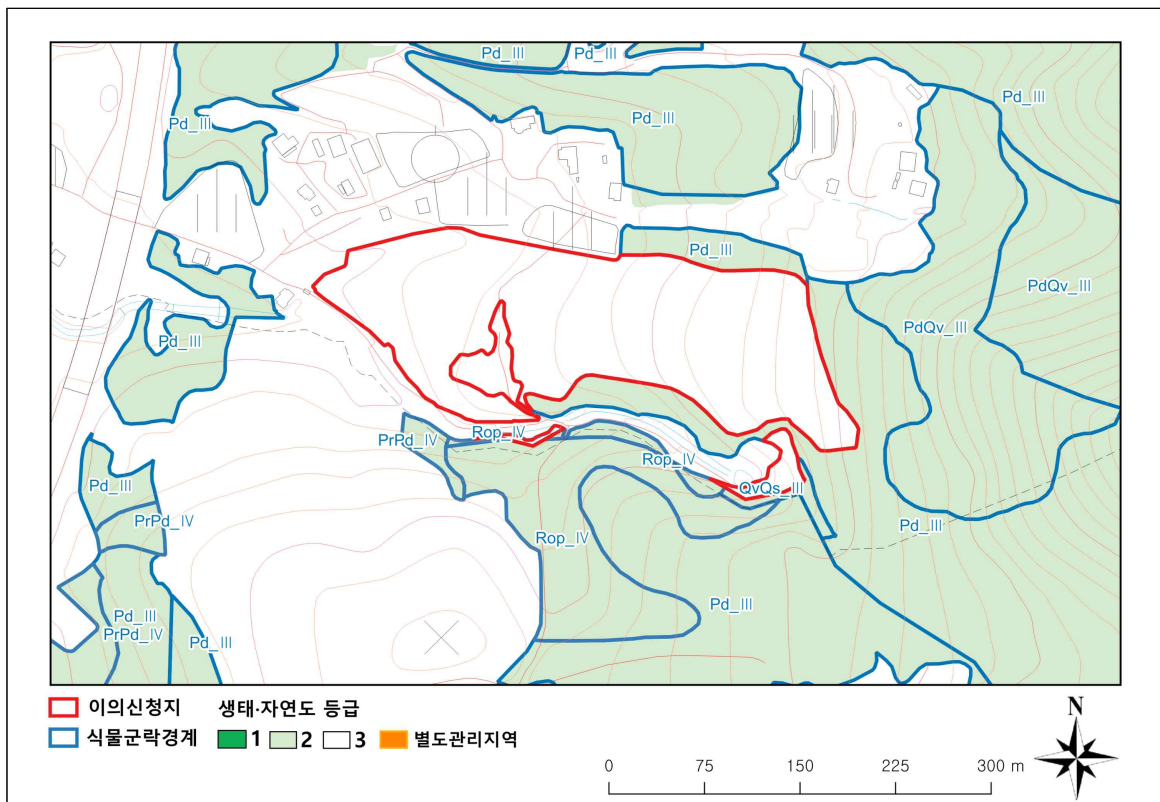 Pd_III
Pd_III
Pd_III
Pd_III
Pd_III
Pd_III
PdQv_III
PdQv_III
Pd_III
Rop_IV
PrPd_IV
Rop_IV
Pd_III
QvQs_III
PrPd_IV
Pd_III
Rop_IV
Pd_III
Pd_III
PrPd_IV
Pd_III
이의신청지 생태·자연도 등급
식물군락경계 1 2 3 별도관리지역
N
0 75 150 225 300 m